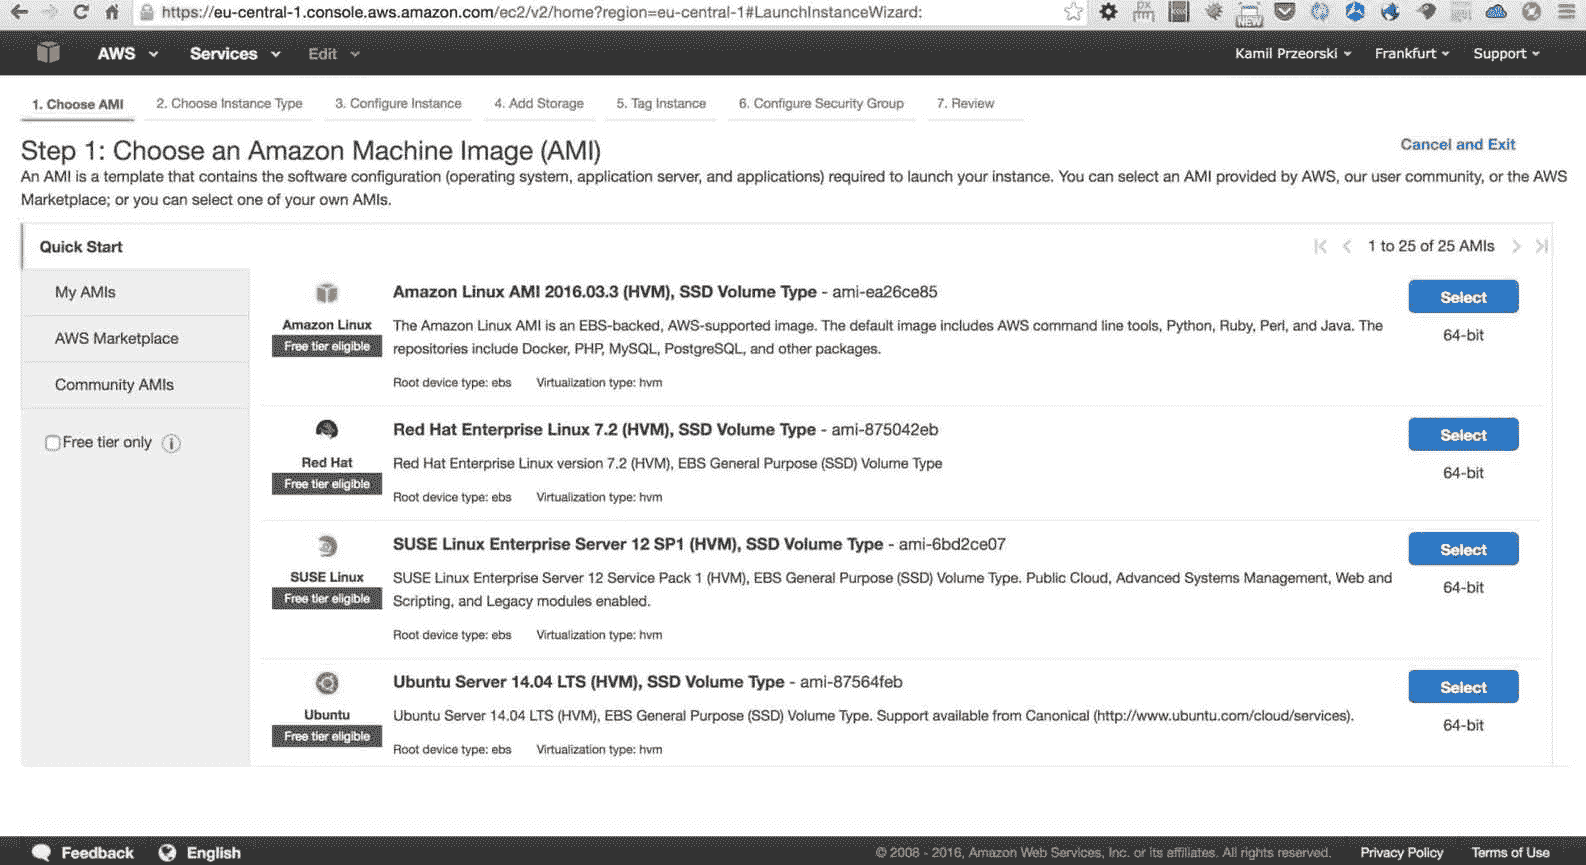 https://eu-central-1.console.aws.amazon.com/ec2/v2/home?region=eu-central-1#LaunchInstanceWizard:
NEW
AWS Services Edit Kamil Przeorski Frankfurt Support
1. Choose AMI 2. Choose Instance Type 3. Configure Instance 4. Add Storage 5. Tag Instance 6. Configure Security Group 7. Review
Step 1: Choose an Amazon Machine Image (AMI)
Cancel and Exit
An AMI is a template that contains the software configuration (operating system, application server, and applications) required to launch your instance. You can select an AMI provided by AWS, our user community, or the AWS
Marketplace; or you can select one of your own AMIs.
Quick Start
1 to 25 of 25 AMIs
My AMIs
AWS Marketplace
Community AMIs
Free tier only
Amazon Linux
Free tier eligible
Amazon Linux AMI 2016.03.3 (HVM), SSD Volume Type - ami-ea26ce85
The Amazon Linux AMI is an EBS-backed, AWS-supported image. The default image includes AWS command line tools, Python, Ruby, Perl, and Java. The
repositories include Docker, PHP, MySQL, PostgreSQL, and other packages.
Root device type: ebs Virtualization type: hvm
Select
64-bit
Red Hat
Free tier eligible
Red Hat Enterprise Linux 7.2 (HVM), SSD Volume Type - ami-875042eb
Red Hat Enterprise Linux version 7.2 (HVM), EBS General Purpose (SSD) Volume Type
Root device type: ebs Virtualization type: hvm
Select
64-bit
SUSE Linux
Free tier eligible
SUSE Linux Enterprise Server 12 SP1 (HVM), SSD Volume Type - ami-6bd2ce07
SUSE Linux Enterprise Server 12 Service Pack 1 (HVM), EBS General Purpose (SSD) Volume Type. Public Cloud, Advanced Systems Management, Web and
Scripting, and Legacy modules enabled.
Root device type: ebs Virtualization type: hvm
Select
64-bit
Ubuntu
Free tier eligible
Ubuntu Server 14.04 LTS (HVM), SSD Volume Type - ami-87564feb
Ubuntu Server 14.04 LTS (HVM), EBS General Purpose (SSD) Volume Type. Support available from Canonical (http://www.ubuntu.com/cloud/services).
Root device type: ebs Virtualization type: hvm
Select
64-bit
Feedback English
© 2008 - 2016, Amazon Web Services, Inc. or its affiliates. All rights reserved. Privacy Policy Terms of Use